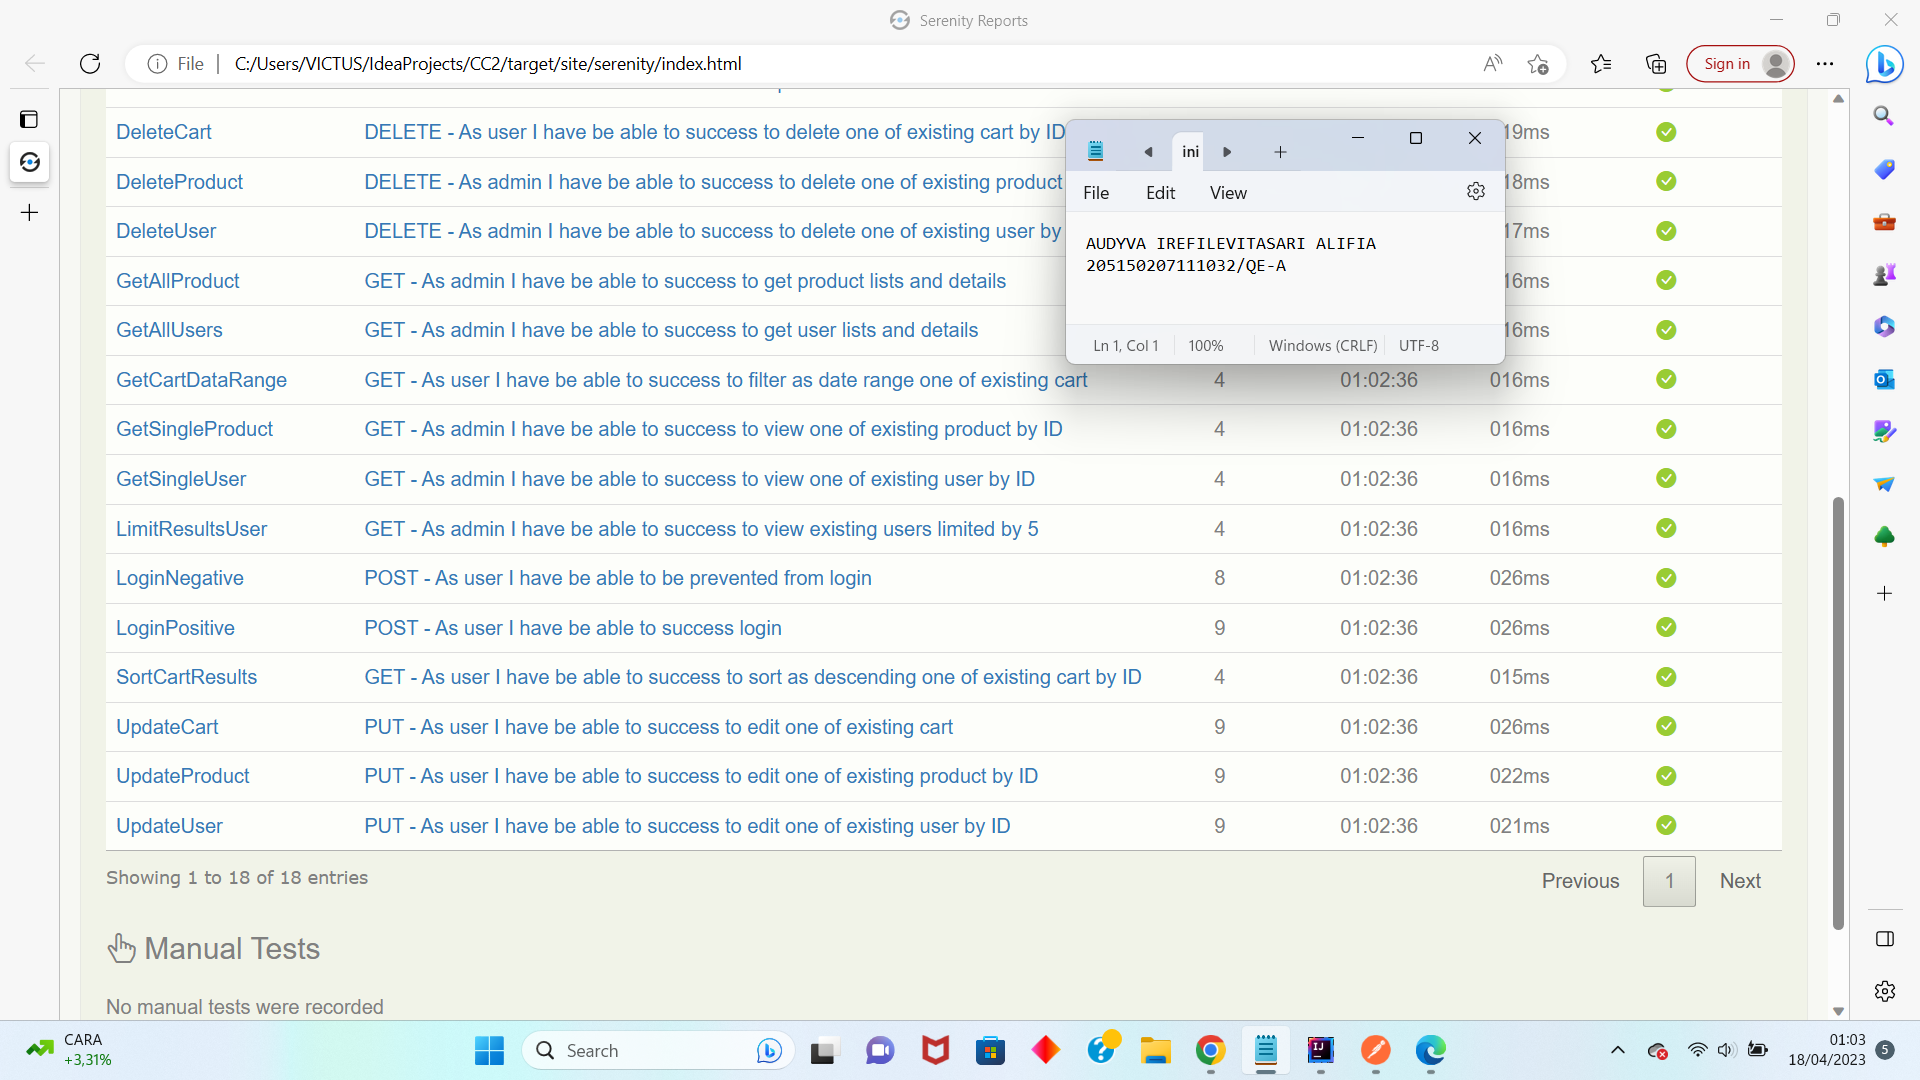 Serenity Reports
File C:/Users/VICTUS/IdeaProjects/CC2/target/site/serenity/index.html Sign in
DeleteCart DELETE - As user I have be able to success to delete one of existing cart by ID 19ms
DeleteProduct DELETE - As admin I have be able to success to delete one of existing product 18ms
DeleteUser DELETE - As admin I have be able to success to delete one of existing user by 17ms
GetAllProduct GET - As admin I have be able to success to get product lists and details 16ms
GetAllUsers GET - As admin I have be able to success to get user lists and details 16ms
ini
File Edit View
AUDYVA IREFILEVITASARI ALIFIA
205150207111032/QE-A
Ln 1, Col 1 100% Windows (CRLF) UTF-8
GetCartDataRange GET - As user I have be able to success to filter as date range one of existing cart 4 01:02:36 016ms
GetSingleProduct GET - As admin I have be able to success to view one of existing product by ID 4 01:02:36 016ms
GetSingleUser GET - As admin I have be able to success to view one of existing user by ID 4 01:02:36 016ms
LimitResultsUser GET - As admin I have be able to success to view existing users limited by 5 4 01:02:36 016ms
LoginNegative POST - As user I have be able to be prevented from login 8 01:02:36 026ms
LoginPositive POST - As user I have be able to success login 9 01:02:36 026ms
SortCartResults GET - As user I have be able to success to sort as descending one of existing cart by ID 4 01:02:36 015ms
UpdateCart PUT - As user I have be able to success to edit one of existing cart 9 01:02:36 026ms
UpdateProduct PUT - As user I have be able to success to edit one of existing product by ID 9 01:02:36 022ms
UpdateUser PUT - As user I have be able to success to edit one of existing user by ID 9 01:02:36 021ms
Showing 1 to 18 of 18 entries
Previous 1 Next
Manual Tests
No manual tests were recorded
CARA
+3,31%
Search
01:03
18/04/2023
5